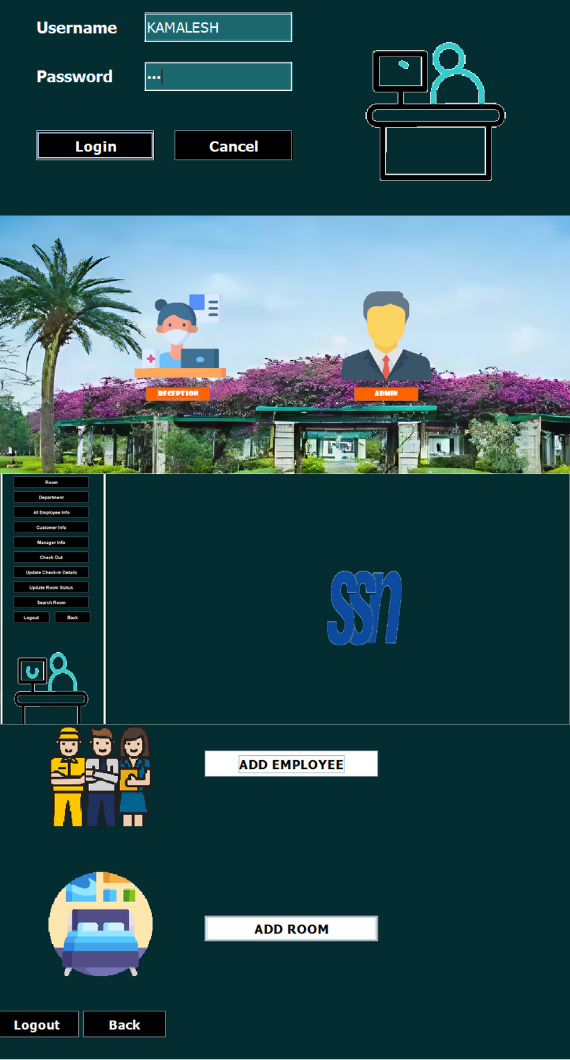 Username KAMALESH
Password •••
Login Cancel
RECEPTION ADMIN
Room
Department
All Employee Info
Customer Info
Manager Info
Check Out
Update Check-in Details
Update Room Status
Search Room
Logout Back
ssn
ADD EMPLOYEE
ADD ROOM
Logout Back